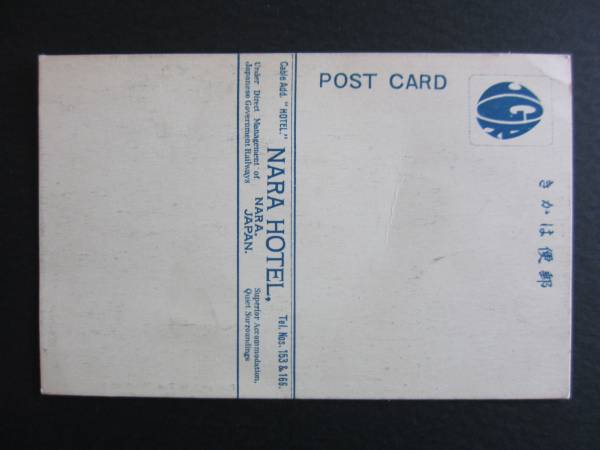 POST CARD
JGR
きかは便郵
Cable Add. "HOTEL."
NARA HOTEL,
Tel. Nos. 153 & 166.
Under Direct Management of
Japanese Government Railways
NARA,
JAPAN.
Superior Accommodation,
Quiet Surroundings